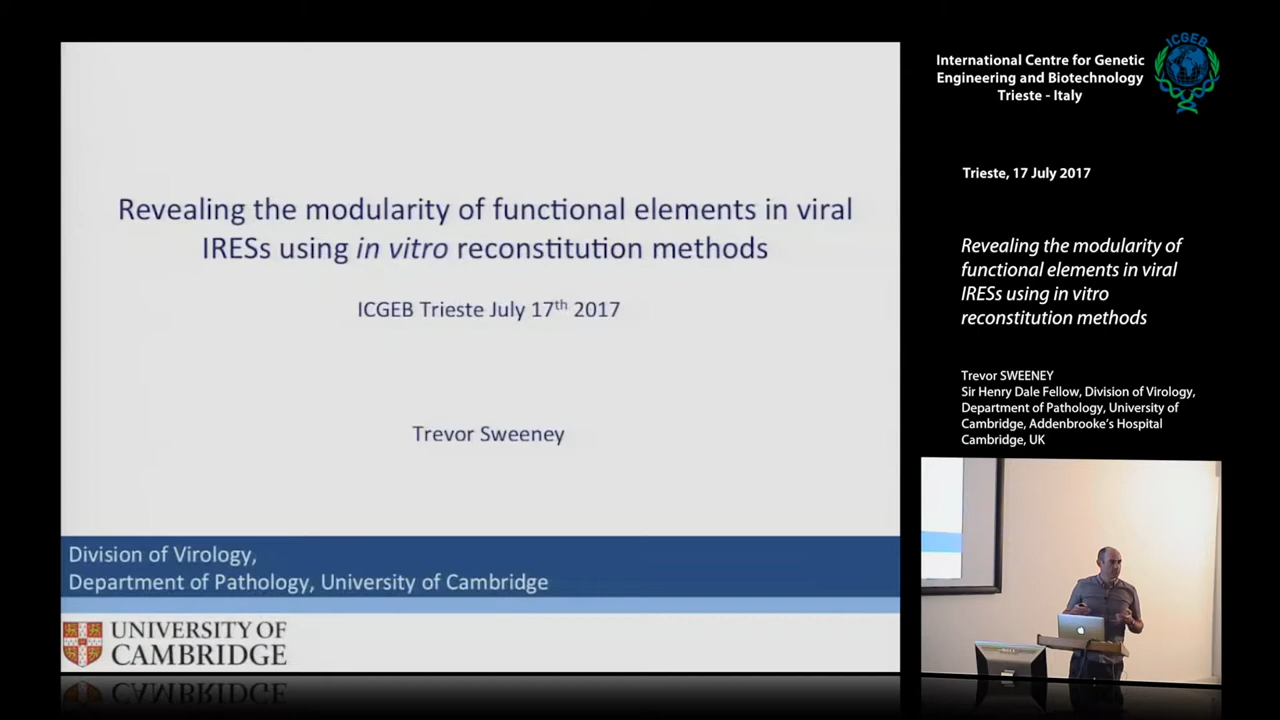 Revealing the modularity of functional elements in viral
IRESs using in vitro reconstitution methods
ICGEB Trieste July 17th 2017
Trevor Sweeney
Division of Virology,
Department of Pathology, University of Cambridge
UNIVERSITY OF
CAMBRIDGE
International Centre for Genetic
Engineering and Biotechnology
Trieste - Italy
ICGEB
Trieste, 17 July 2017
Revealing the modularity of
functional elements in viral
IRESs using in vitro
reconstitution methods
Trevor SWEENEY
Sir Henry Dale Fellow, Division of Virology,
Department of Pathology, University of
Cambridge, Addenbrooke's Hospital
Cambridge, UK